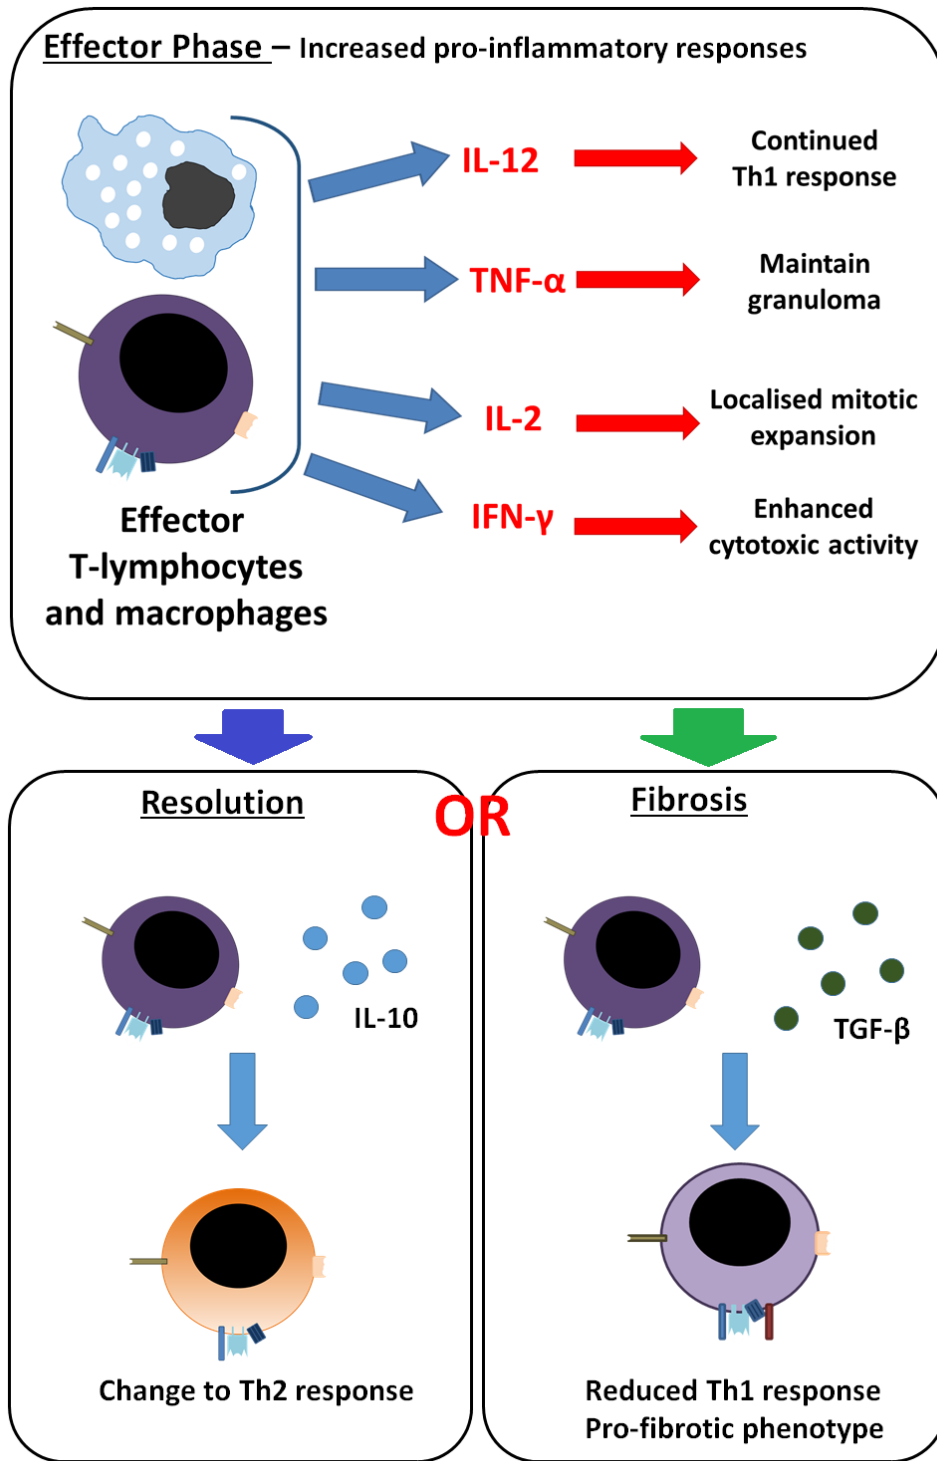 Effector Phase – Increased pro-inflammatory responses
IL-12
Continued
Th1 response
TNF-α
Maintain
granuloma
IL-2
Localised mitotic
expansion
IFN-γ
Enhanced
cytotoxic activity
Effector
T-lymphocytes
and macrophages
OR
Resolution
IL-10
Change to Th2 response
Fibrosis
TGF-β
Reduced Th1 response
Pro-fibrotic phenotype